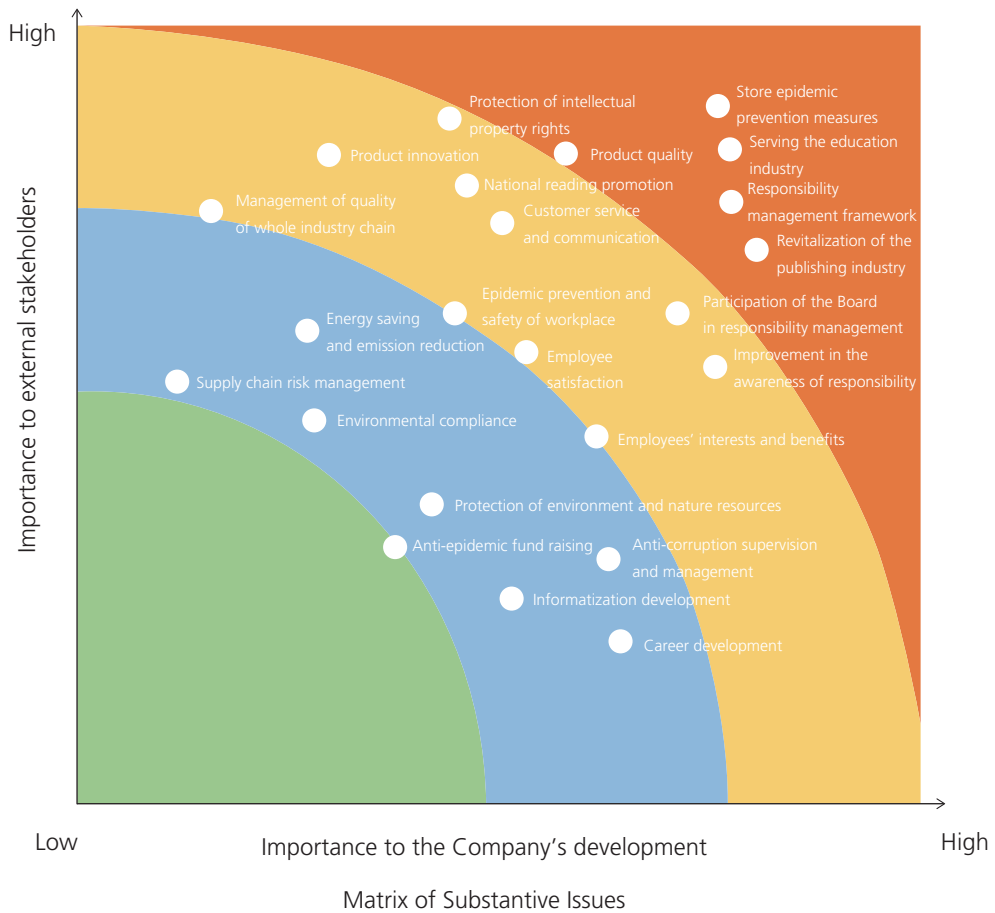 High
Store epidemic
prevention measures
Protection of intellectual
property rights
Serving the education
industry
Product quality
Product innovation
National reading promotion
Responsibility
management framework
Management of quality
of whole industry chain
Customer service
and communication
Revitalization of the
publishing industry
Importance to external stakeholders
Epidemic prevention and
safety of workplace
Participation of the Board
in responsibility management
Energy saving
and emission reduction
Employee
satisfaction
Improvement in the
awareness of responsibility
Supply chain risk management
Environmental compliance
Employees' interests and benefits
Protection of environment and nature resources
Anti-epidemic fund raising
Anti-corruption supervision
and management
Informatization development
Career development
Low
Importance to the Company's development
High
Matrix of Substantive Issues